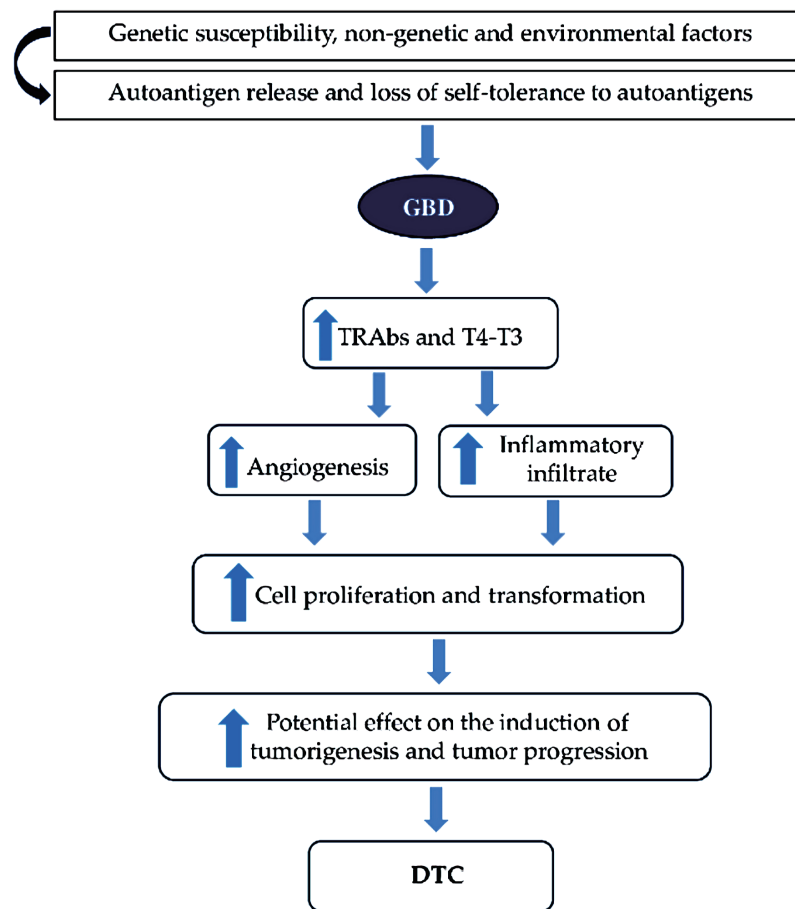 Genetic susceptibility, non-genetic and environmental factors
Autoantigen release and loss of self-tolerance to autoantigens
GBD
TRAbs and T4-T3
Angiogenesis
Inflammatory
infiltrate
Cell proliferation and transformation
Potential effect on the induction of
tumorigenesis and tumor progression
DTC